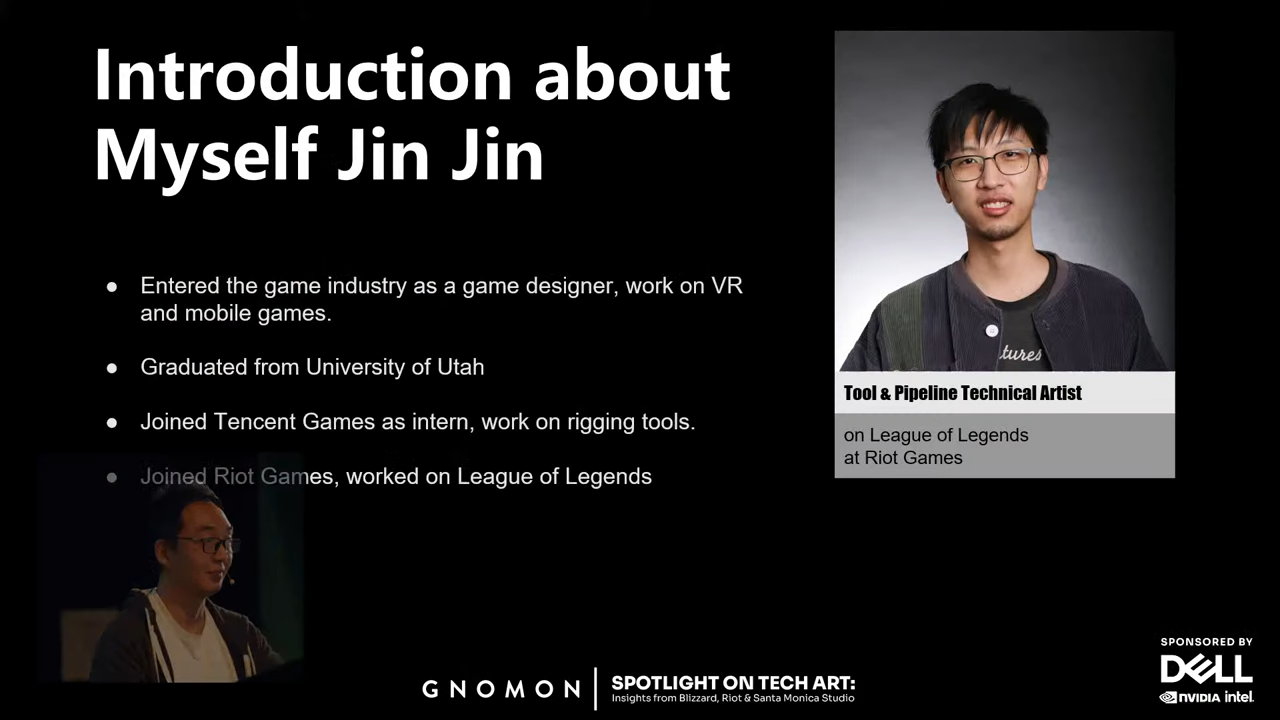 Introduction about
Myself Jin Jin
● Entered the game industry as a game designer, work on VR
and mobile games.
● Graduated from University of Utah
● Joined Tencent Games as intern, work on rigging tools.
● Joined Riot Games, worked on League of Legends
tures
Tool & Pipeline Technical Artist
on League of Legends
at Riot Games
GNOMON
SPOTLIGHT ON TECH ART:
Insights from Blizzard, Riot & Santa Monica Studio
SPONSORED BY
DELL
NVIDIA intel.